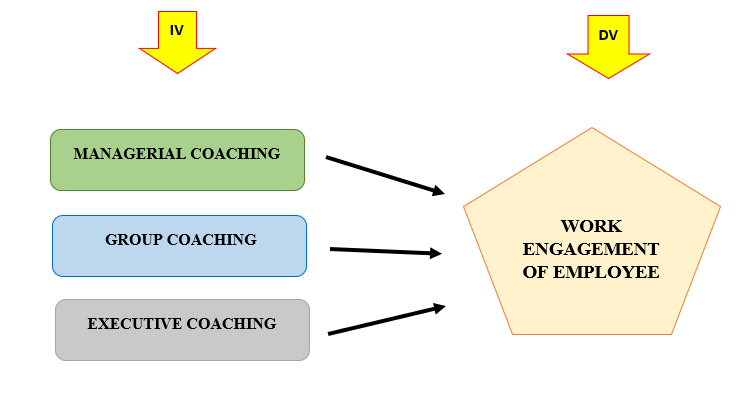 IV
DV
MANAGERIAL COACHING
GROUP COACHING
EXECUTIVE COACHING
WORK
ENGAGEMENT
OF EMPLOYEE